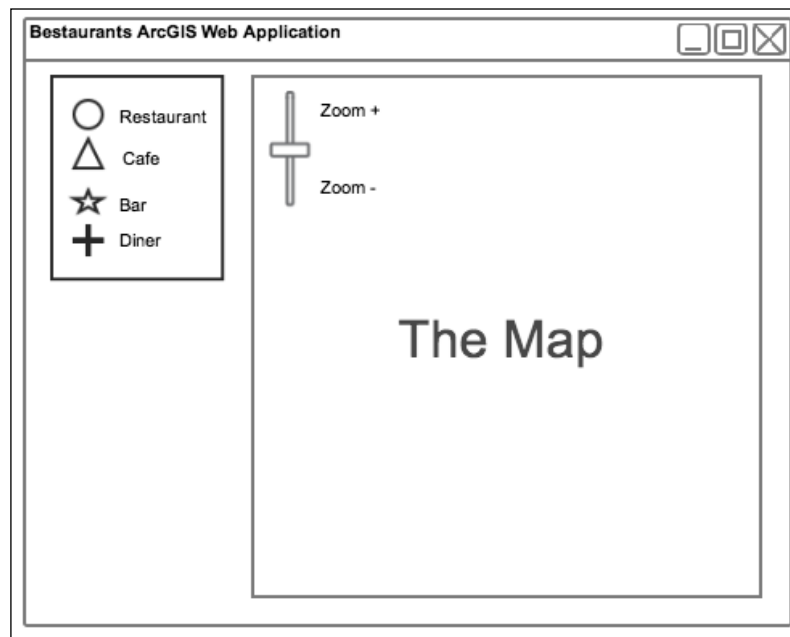 Bestaurants ArcGIS Web Application
Restaurant
Cafe
Bar
Diner
Zoom +
Zoom -
The Map